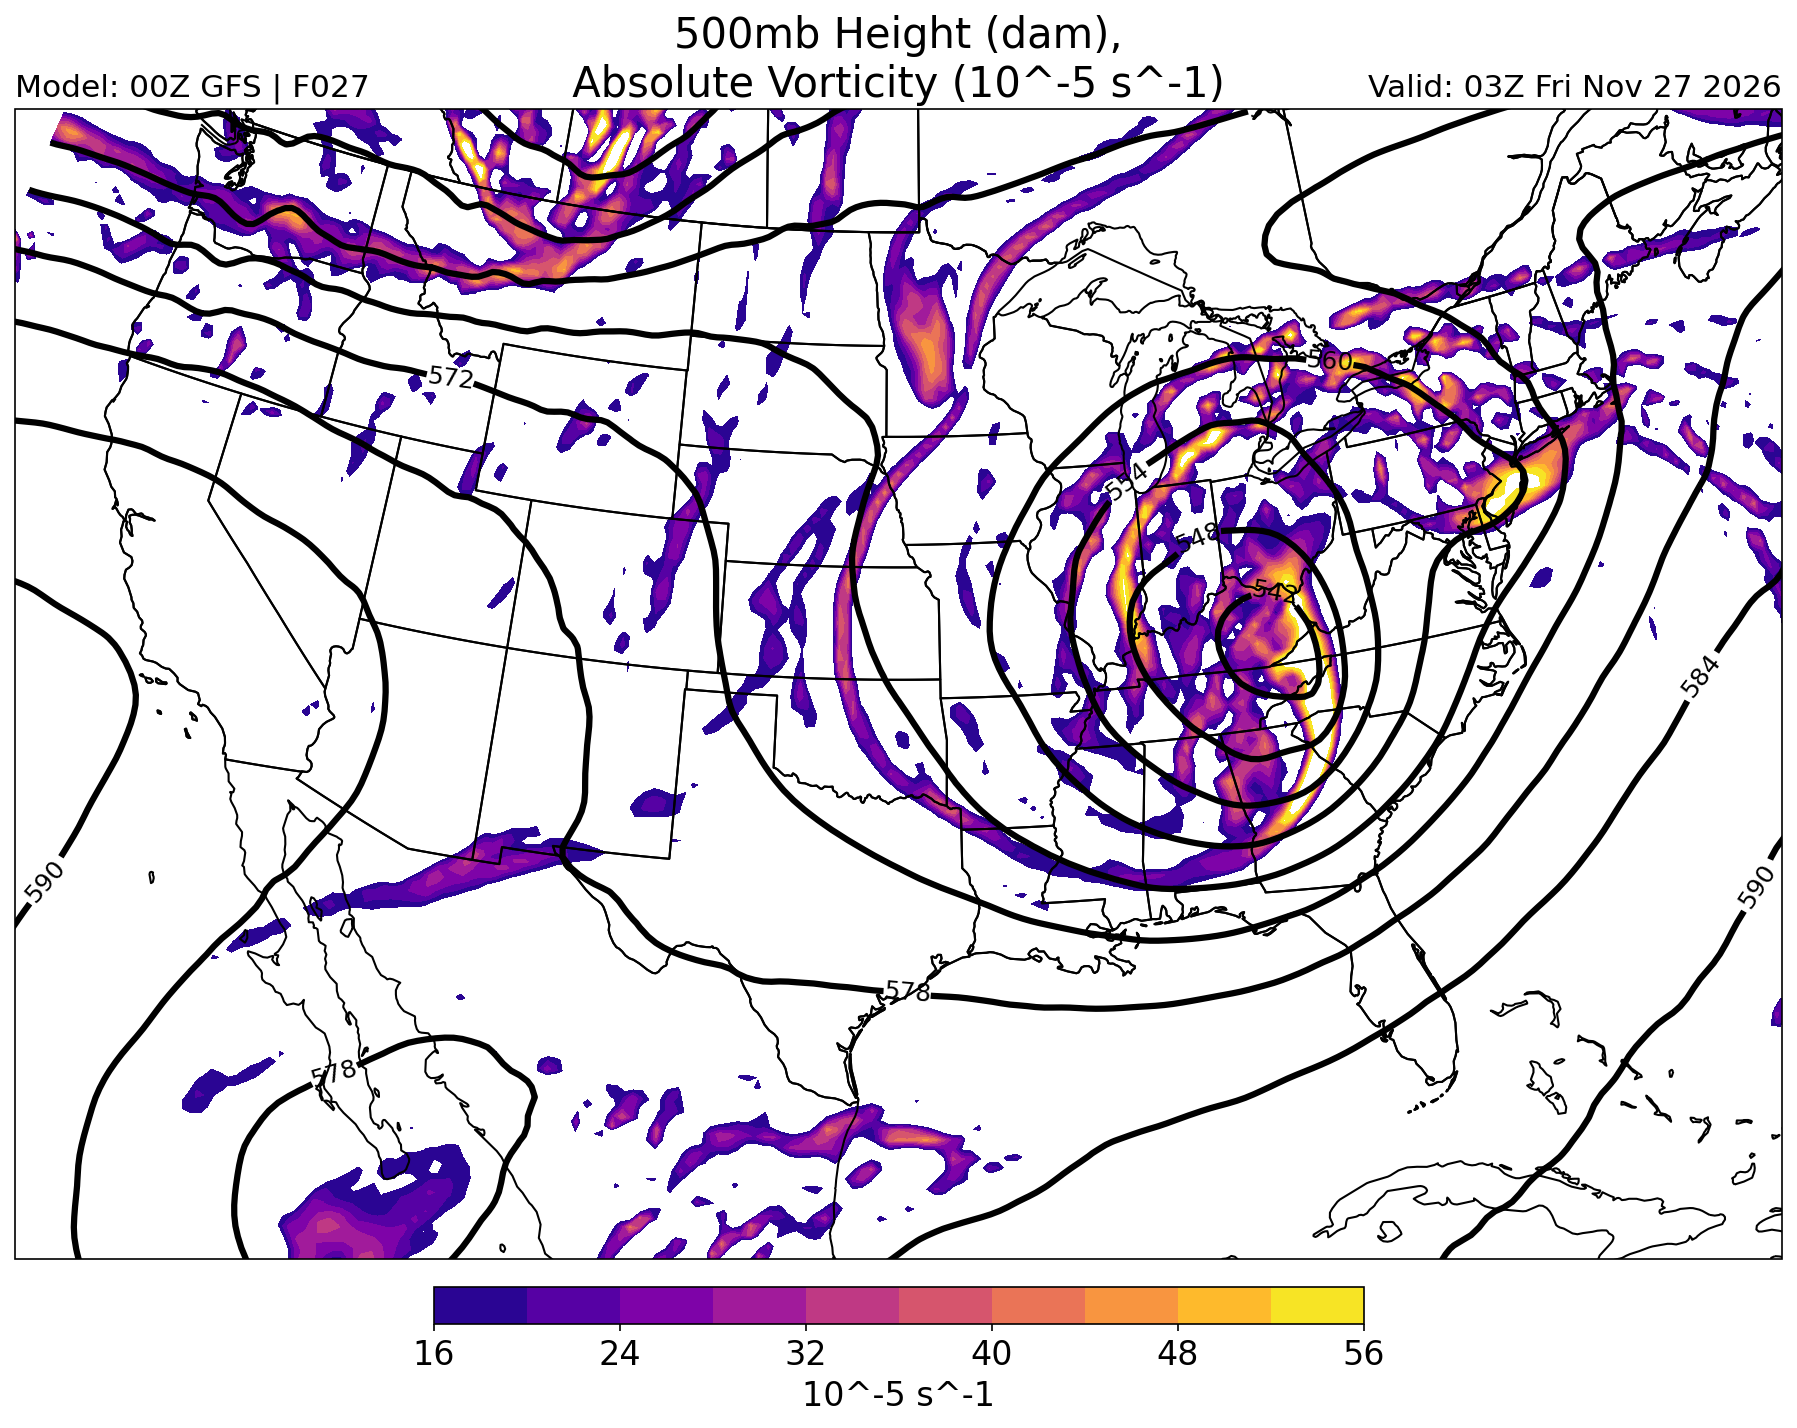 500mb Height (dam),
Model: 00Z GFS | F027
Absolute Vorticity (10^-5 s^-1)
Valid: 03Z Fri Nov 27 2026
560
572
554
548
542
584
590
590
578
578
16 24 32 40 48 56
10^-5 s^-1